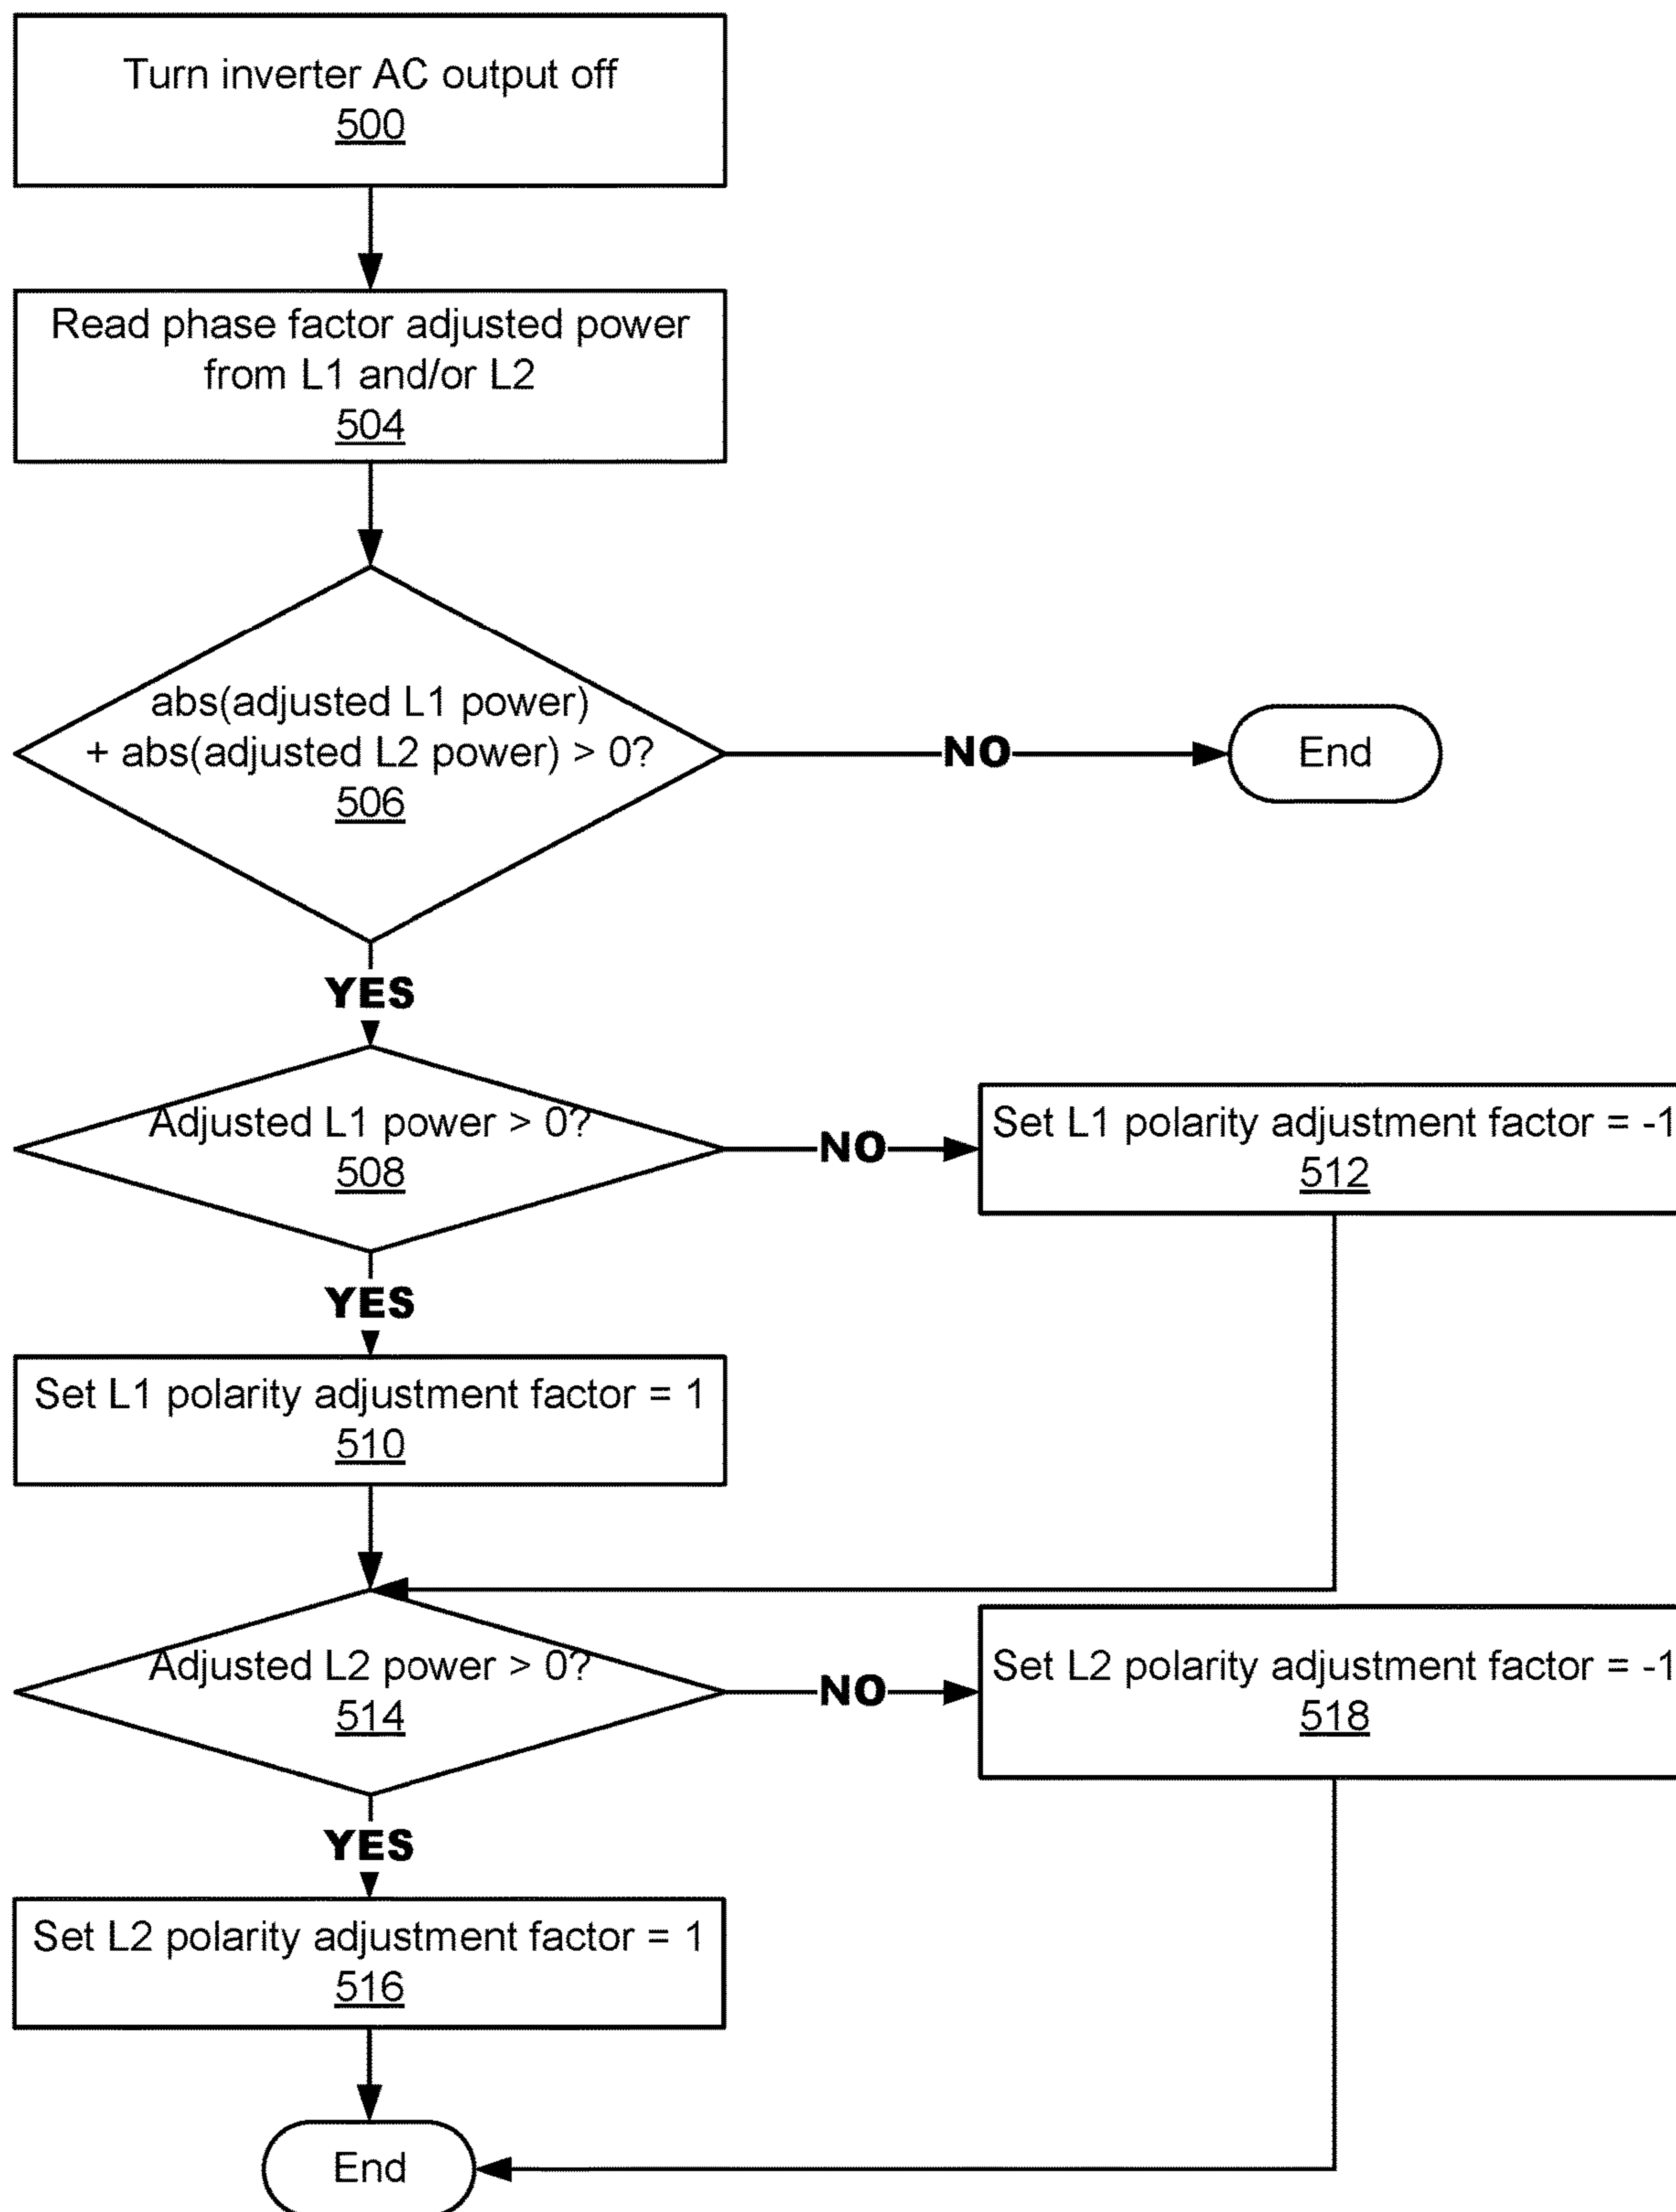 Turn inverter AC output off
500
Read phase factor adjusted power
from L1 and/or L2
504
abs(adjusted L1 power)
+ abs(adjusted L2 power) > 0?
506
NO
End
YES
Adjusted L1 power > 0?
508
NO
Set L1 polarity adjustment factor = -1
512
YES
Set L1 polarity adjustment factor = 1
510
Adjusted L2 power > 0?
514
NO
Set L2 polarity adjustment factor = -1
518
YES
Set L2 polarity adjustment factor = 1
516
End